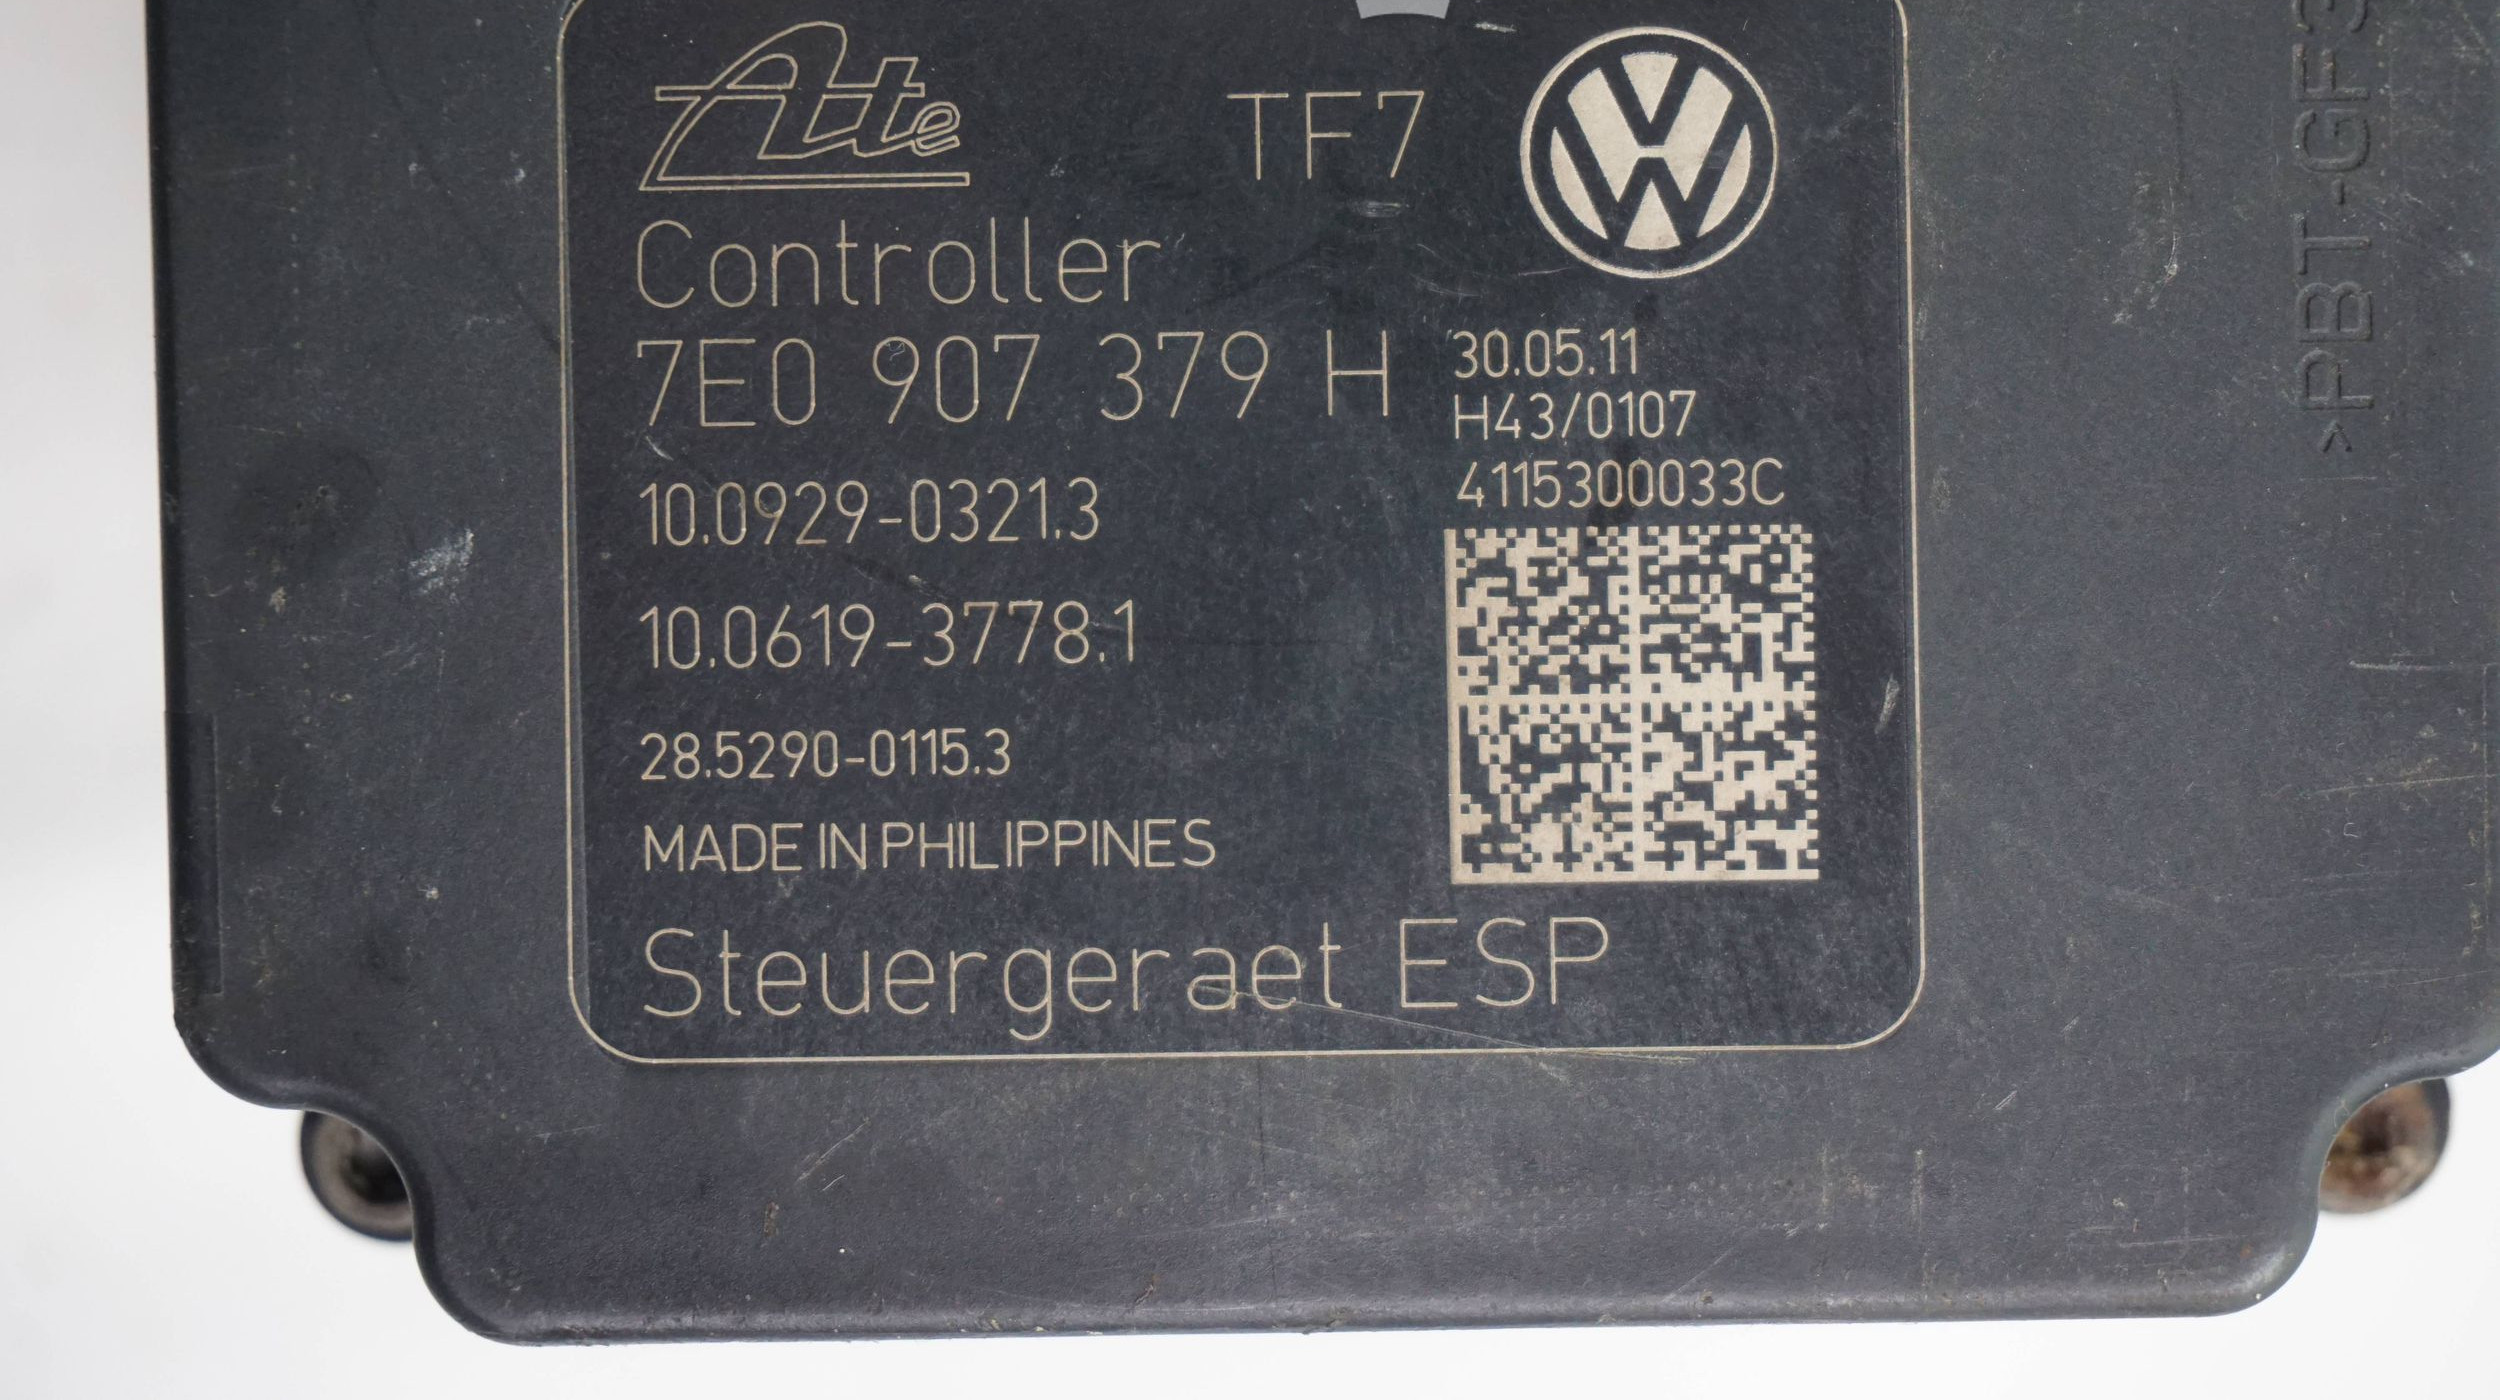 Ate TF7
Controller
7E0 907 379 H
30.05.11
H43/0107
4115300033C
10.0929-0321.3
10.0619-3778.1
28.5290-0115.3
MADE IN PHILIPPINES
Steuergeraet ESP
>PBT-GF3